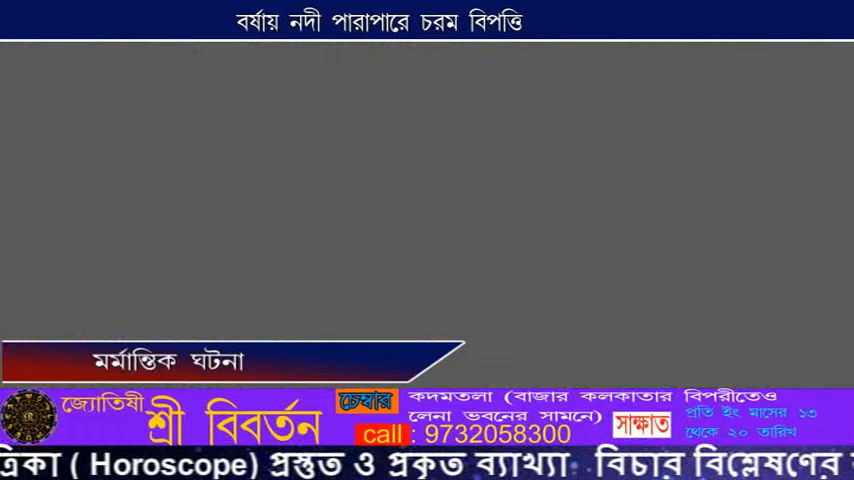 বর্ষায় নদী পারাপারে চরম বিপত্তি
মর্মান্তিক ঘটনা
জ্যোতিষী
শ্রী বিবর্তন
চেম্বার
কদমতলা (বাজার কলকাতার বিপরীতেও
লেনা ভবনের সামনে)
call : 9732058300
সাক্ষাত
প্রতি ইং মাসের ১৩
থেকে ২০ তারিখ
ত্রিকা ( Horoscope) প্রস্তুত ও প্রকৃত ব্যাখ্যা বিচার বিশ্লেষণের